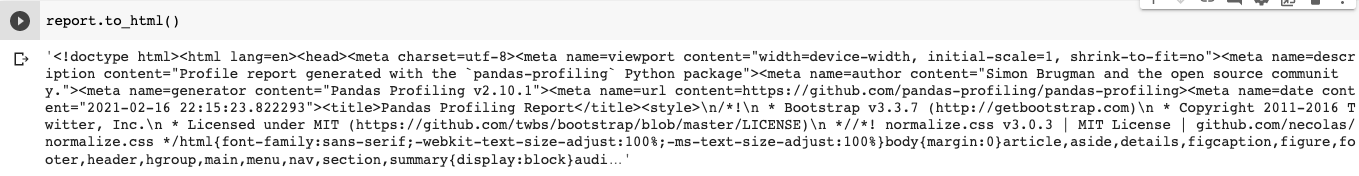 report.to_html()
'<!doctype html><html lang=en><head><meta charset=utf-8><meta name=viewport content="width=device-width, initial-scale=1, shrink-to-fit=no"><meta name=descr
iption content="Profile report generated with the `pandas-profiling` Python package"><meta name=author content="Simon Brugman and the open source communit
y."><meta name=generator content="Pandas Profiling v2.10.1"><meta name=url content=https://github.com/pandas-profiling/pandas-profiling><meta name=date cont
ent="2021-02-16 22:15:23.822293"><title>Pandas Profiling Report</title><style>\n/*!\n * Bootstrap v3.3.7 (http://getbootstrap.com)\n * Copyright 2011-2016 T
witter, Inc.\n * Licensed under MIT (https://github.com/twbs/bootstrap/blob/master/LICENSE)\n *//*! normalize.css v3.0.3 | MIT License | github.com/necolas/
normalize.css */html{font-family:sans-serif;-webkit-text-size-adjust:100%;-ms-text-size-adjust:100%}body{margin:0}article,aside,details,figcaption,figure,fo
oter,header,hgroup,main,menu,nav,section,summary{display:block}audi…'